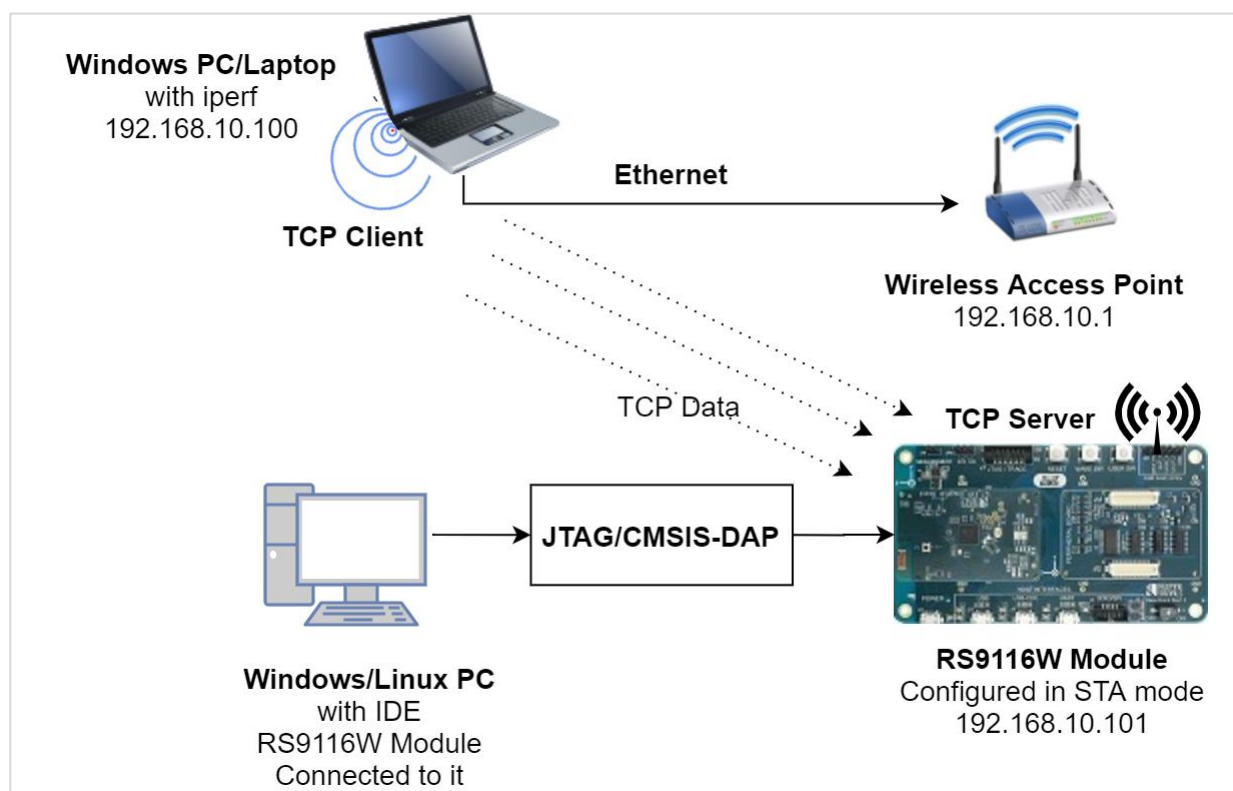 Windows PC/Laptop
with iperf
192.168.10.100
TCP Client
Ethernet
Wireless Access Point
192.168.10.1
TCP Data
TCP Server
JTAG/CMSIS-DAP
Windows/Linux PC
with IDE
RS9116W Module
Connected to it
RS9116W Module
Configured in STA mode
192.168.10.101
RESET
POWER